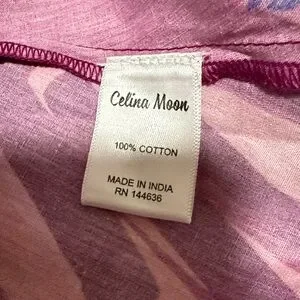 Celina Moon
100% COTTON
MADE IN INDIA
RN 144636